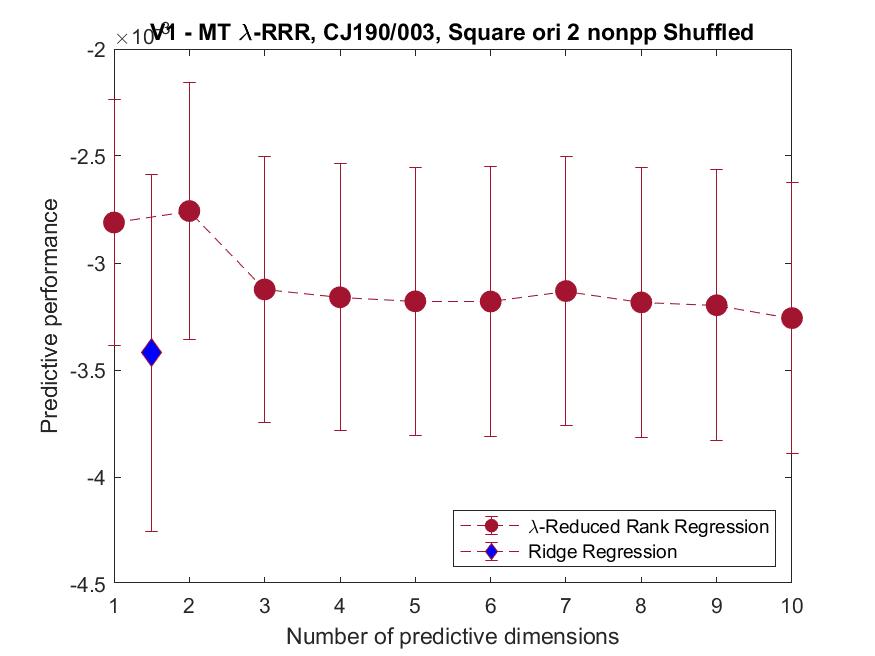 ×10
V1 - MT λ-RRR, CJ190/003, Square ori 2 nonpp Shuffled
-2
-2.5
-3
-3.5
-4
-4.5
Predictive performance
λ-Reduced Rank Regression
Ridge Regression
1 2 3 4 5 6 7 8 9 10
Number of predictive dimensions